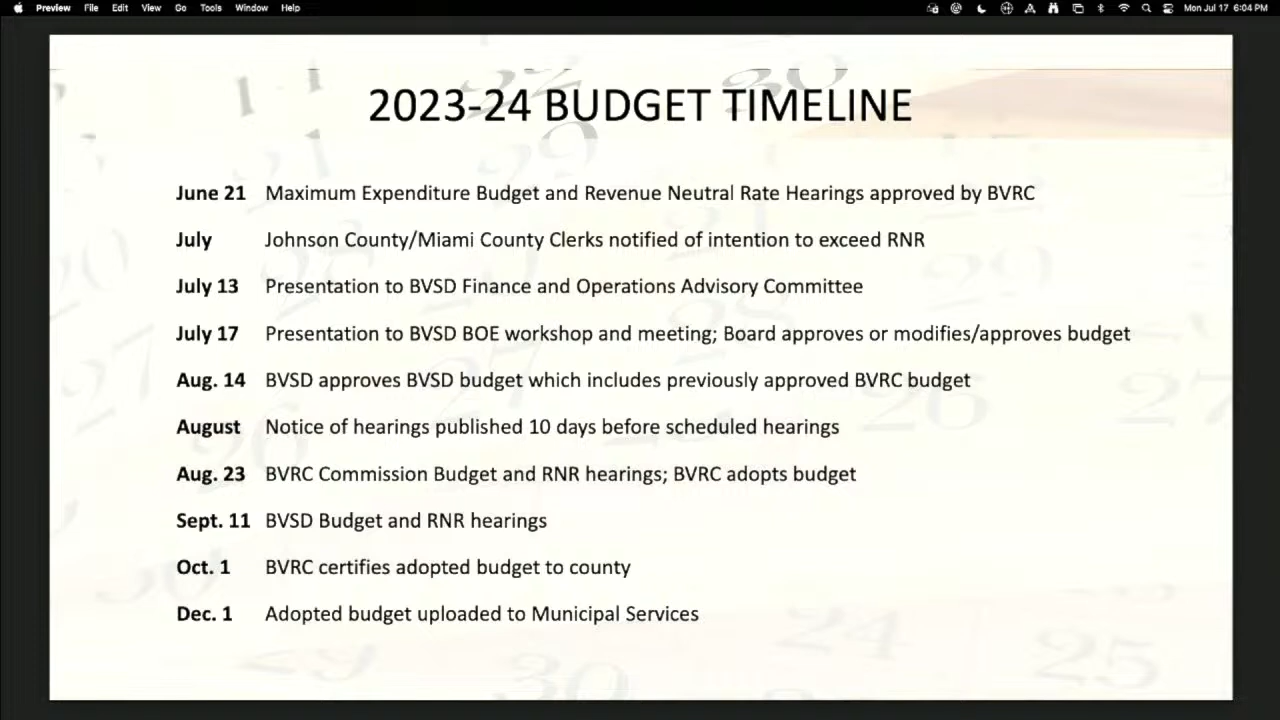 Preview File Edit View Go Tools Window Help Mon Jul 17 6:04 PM
2023-24 BUDGET TIMELINE
June 21 Maximum Expenditure Budget and Revenue Neutral Rate Hearings approved by BVRC
July Johnson County/Miami County Clerks notified of intention to exceed RNR
July 13 Presentation to BVSD Finance and Operations Advisory Committee
July 17 Presentation to BVSD BOE workshop and meeting; Board approves or modifies/approves budget
Aug. 14 BVSD approves BVSD budget which includes previously approved BVRC budget
August Notice of hearings published 10 days before scheduled hearings
Aug. 23 BVRC Commission Budget and RNR hearings; BVRC adopts budget
Sept. 11 BVSD Budget and RNR hearings
Oct. 1 BVRC certifies adopted budget to county
Dec. 1 Adopted budget uploaded to Municipal Services